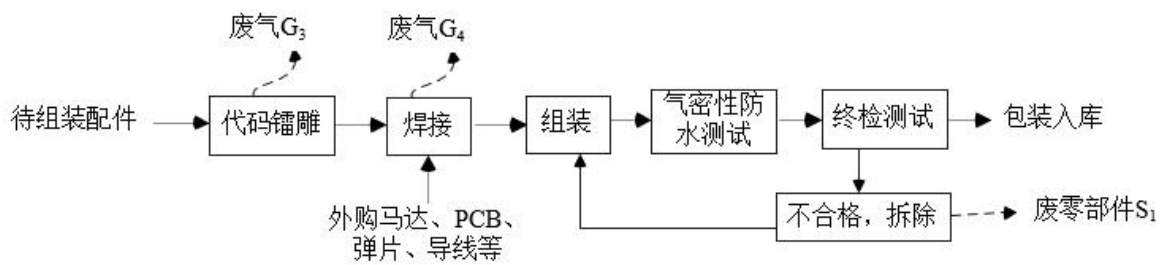 废气G₃
废气G₄
待组装配件
代码镭雕
焊接
组装
气密性防
水测试
终检测试
包装入库
外购马达、PCB、
弹片、导线等
不合格，拆除
废零部件S₁